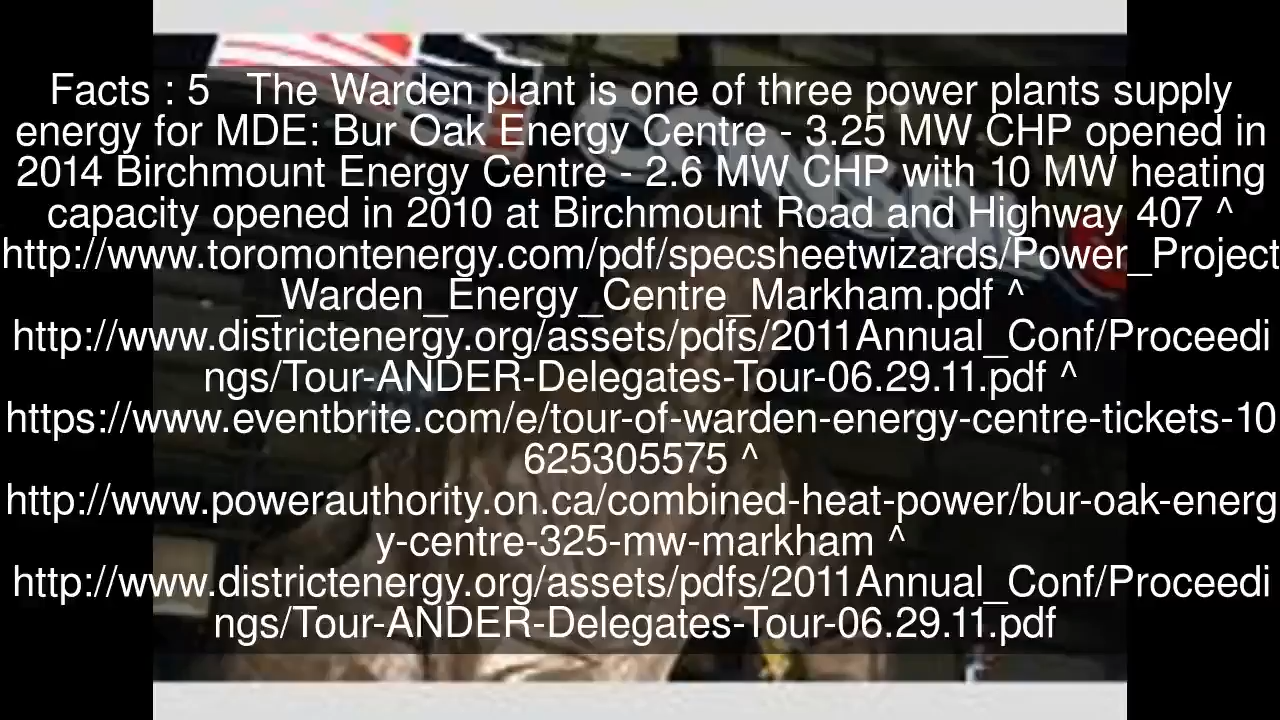 Facts : 5 The Warden plant is one of three power plants supply
energy for MDE: Bur Oak Energy Centre - 3.25 MW CHP opened in
2014 Birchmount Energy Centre - 2.6 MW CHP with 10 MW heating
capacity opened in 2010 at Birchmount Road and Highway 407 ^
http://www.toromontenergy.com/pdf/specsheetwizards/Power_Project
_Warden_Energy_Centre_Markham.pdf ^
http://www.districtenergy.org/assets/pdfs/2011Annual_Conf/Proceedi
ngs/Tour-ANDER-Delegates-Tour-06.29.11.pdf ^
https://www.eventbrite.com/e/tour-of-warden-energy-centre-tickets-10
625305575 ^
http://www.powerauthority.on.ca/combined-heat-power/bur-oak-energ
y-centre-325-mw-markham ^
http://www.districtenergy.org/assets/pdfs/2011Annual_Conf/Proceedi
ngs/Tour-ANDER-Delegates-Tour-06.29.11.pdf